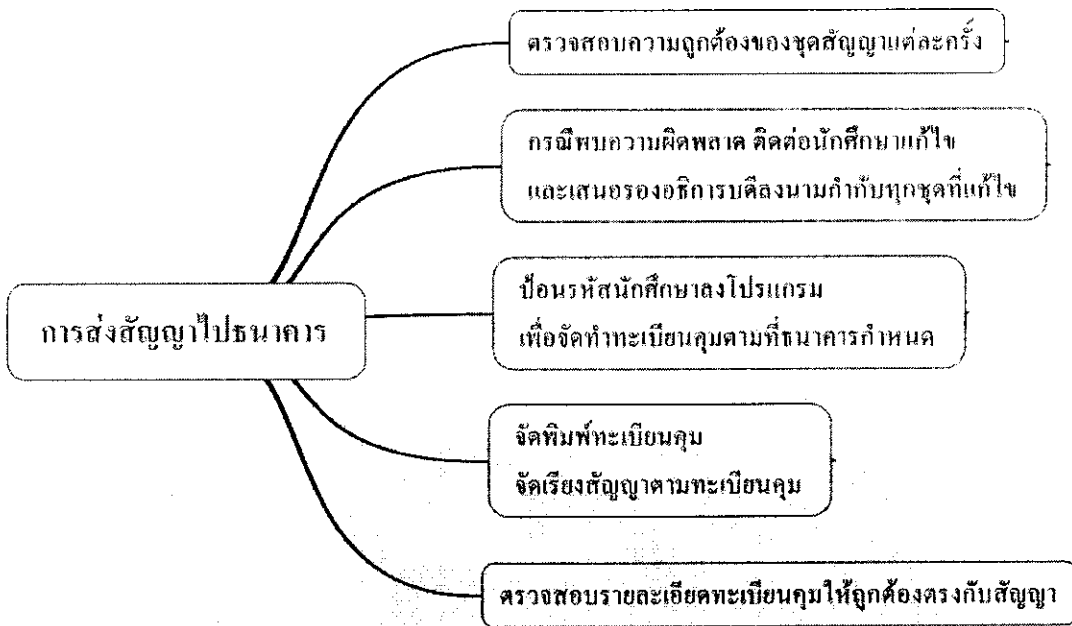 ตรวจสอบความถูกต้องของชุดสัญญาแต่ละครั้ง
กรณีพบความผิดพลาด ติดต่อนักศึกษาแก้ไข
และเสนอรองอธิการบดีลงนามกำกับทุกชุดที่แก้ไข
การส่งสัญญาไปธนาคาร
ป้อนรหัสนักศึกษาลงโปรแกรม
เพื่อจัดทำทะเบียนคุมตามที่ธนาคารกำหนด
จัดพิมพ์ทะเบียนคุม
จัดเรียงสัญญาตามทะเบียนคุม
ตรวจสอบรายละเอียดทะเบียนคุมให้ถูกต้องตรงกับสัญญา